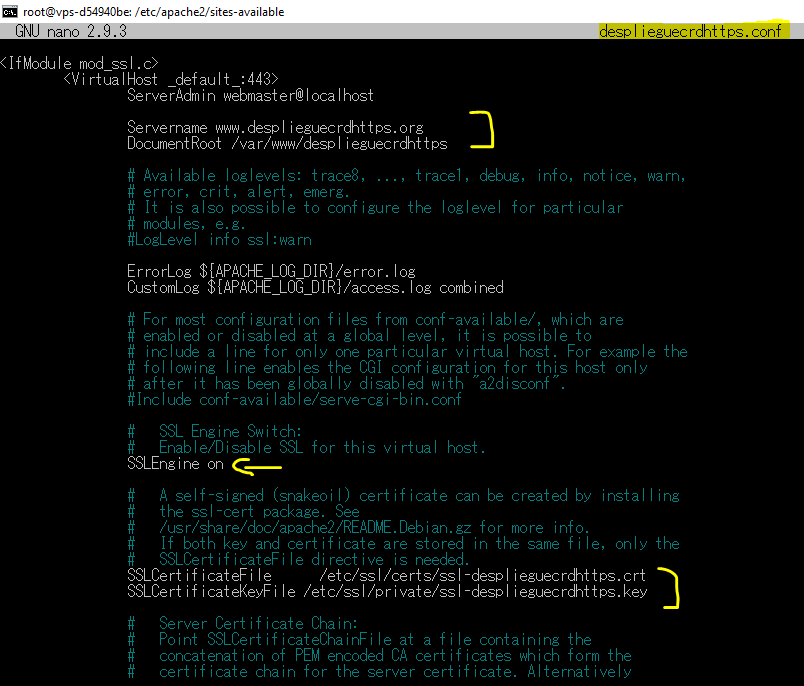 root@vps-d54940be: /etc/apache2/sites-available
GNU nano 2.9.3 desplieguecrdhttps.conf
<IfModule mod_ssl.c>
<VirtualHost _default_:443>
ServerAdmin webmaster@localhost
Servername www.desplieguecrdhttps.org
DocumentRoot /var/www/desplieguecrdhttps
# Available loglevels: trace8, ..., trace1, debug, info, notice, warn,
# error, crit, alert, emerg.
# It is also possible to configure the loglevel for particular
# modules, e.g.
#LogLevel info ssl:warn
ErrorLog ${APACHE_LOG_DIR}/error.log
CustomLog ${APACHE_LOG_DIR}/access.log combined
# For most configuration files from conf-available/, which are
# enabled or disabled at a global level, it is possible to
# include a line for only one particular virtual host. For example the
# following line enables the CGI configuration for this host only
# after it has been globally disabled with "a2disconf".
#Include conf-available/serve-cgi-bin.conf
#   SSL Engine Switch:
#   Enable/Disable SSL for this virtual host.
SSLEngine on
#   A self-signed (snakeoil) certificate can be created by installing
#   the ssl-cert package. See
#   /usr/share/doc/apache2/README.Debian.gz for more info.
#   If both key and certificate are stored in the same file, only the
#   SSLCertificateFile directive is needed.
SSLCertificateFile      /etc/ssl/certs/ssl-desplieguecrdhttps.crt
SSLCertificateKeyFile /etc/ssl/private/ssl-desplieguecrdhttps.key
#   Server Certificate Chain:
#   Point SSLCertificateChainFile at a file containing the
#   concatenation of PEM encoded CA certificates which form the
#   certificate chain for the server certificate. Alternatively